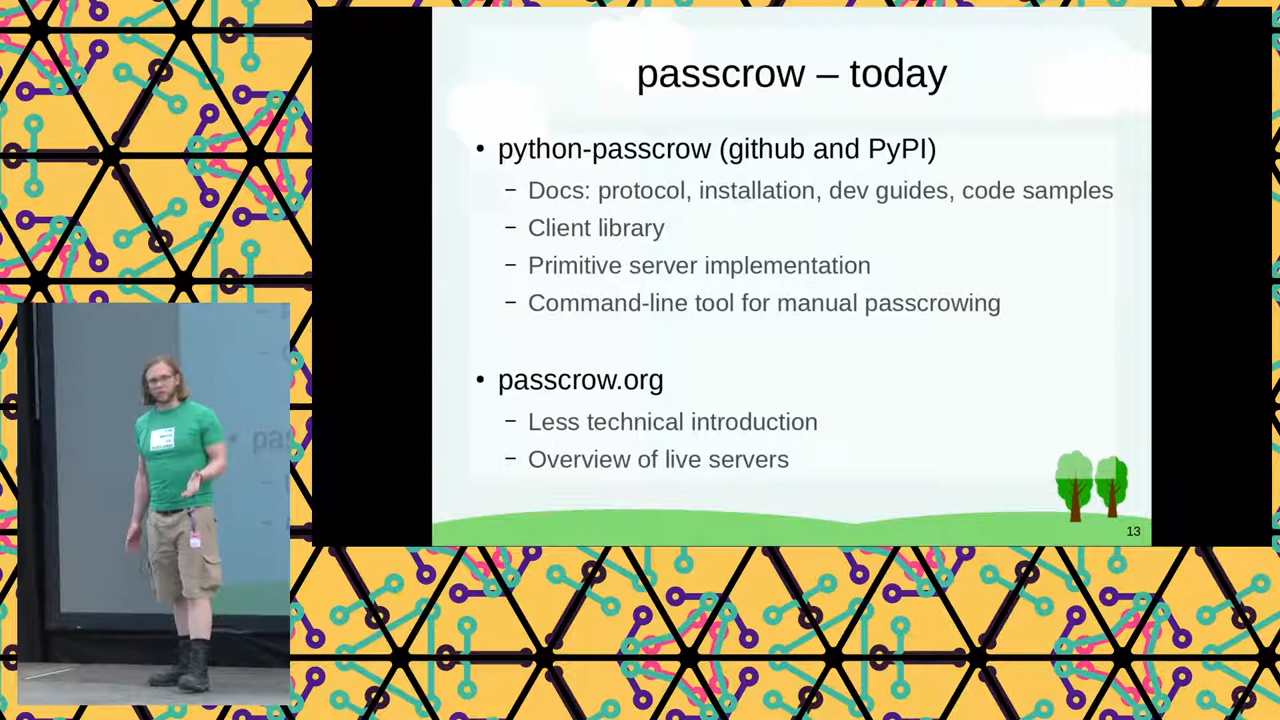 passcrow – today
• python-passcrow (github and PyPI)
– Docs: protocol, installation, dev guides, code samples
– Client library
– Primitive server implementation
– Command-line tool for manual passcrowing
• passcrow.org
– Less technical introduction
– Overview of live servers
13
• pas